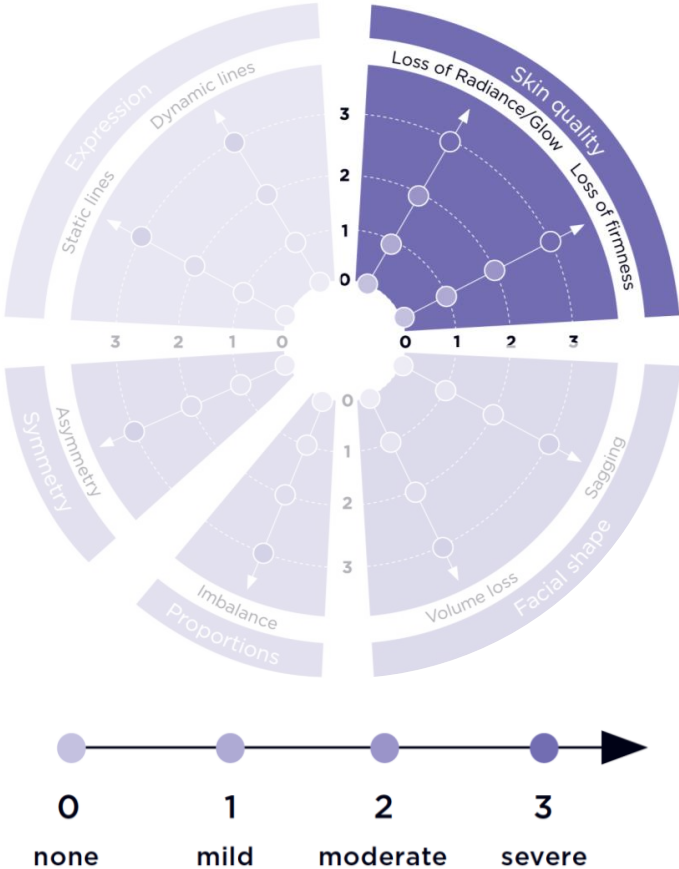 Expression
Dynamic lines
Static lines
Skin quality
Loss of Radiance/Glow
Loss of firmness
3
2
1
0
3 2 1 0
0 1 2 3
0
1
2
3
Symmetry
Asymmetry
Imbalance
Proportions
Sagging
Volume loss
Facial shape
0 1 2 3
none mild moderate severe